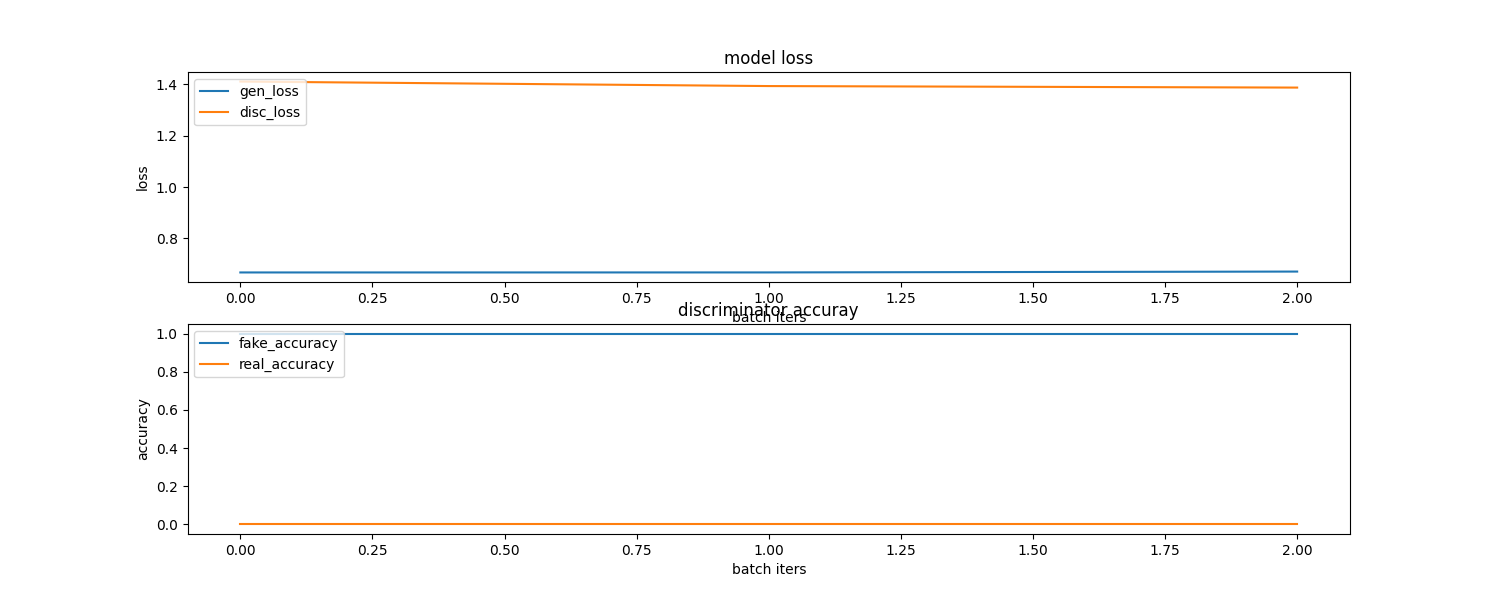 model loss
1.4
1.2
1.0
0.8
loss
gen_loss
disc_loss
0.00 0.25 0.50 0.75 1.00 1.25 1.50 1.75 2.00
batch iters
discriminator accuray
1.0
0.8
0.6
0.4
0.2
0.0
accuracy
fake_accuracy
real_accuracy
0.00 0.25 0.50 0.75 1.00 1.25 1.50 1.75 2.00
batch iters